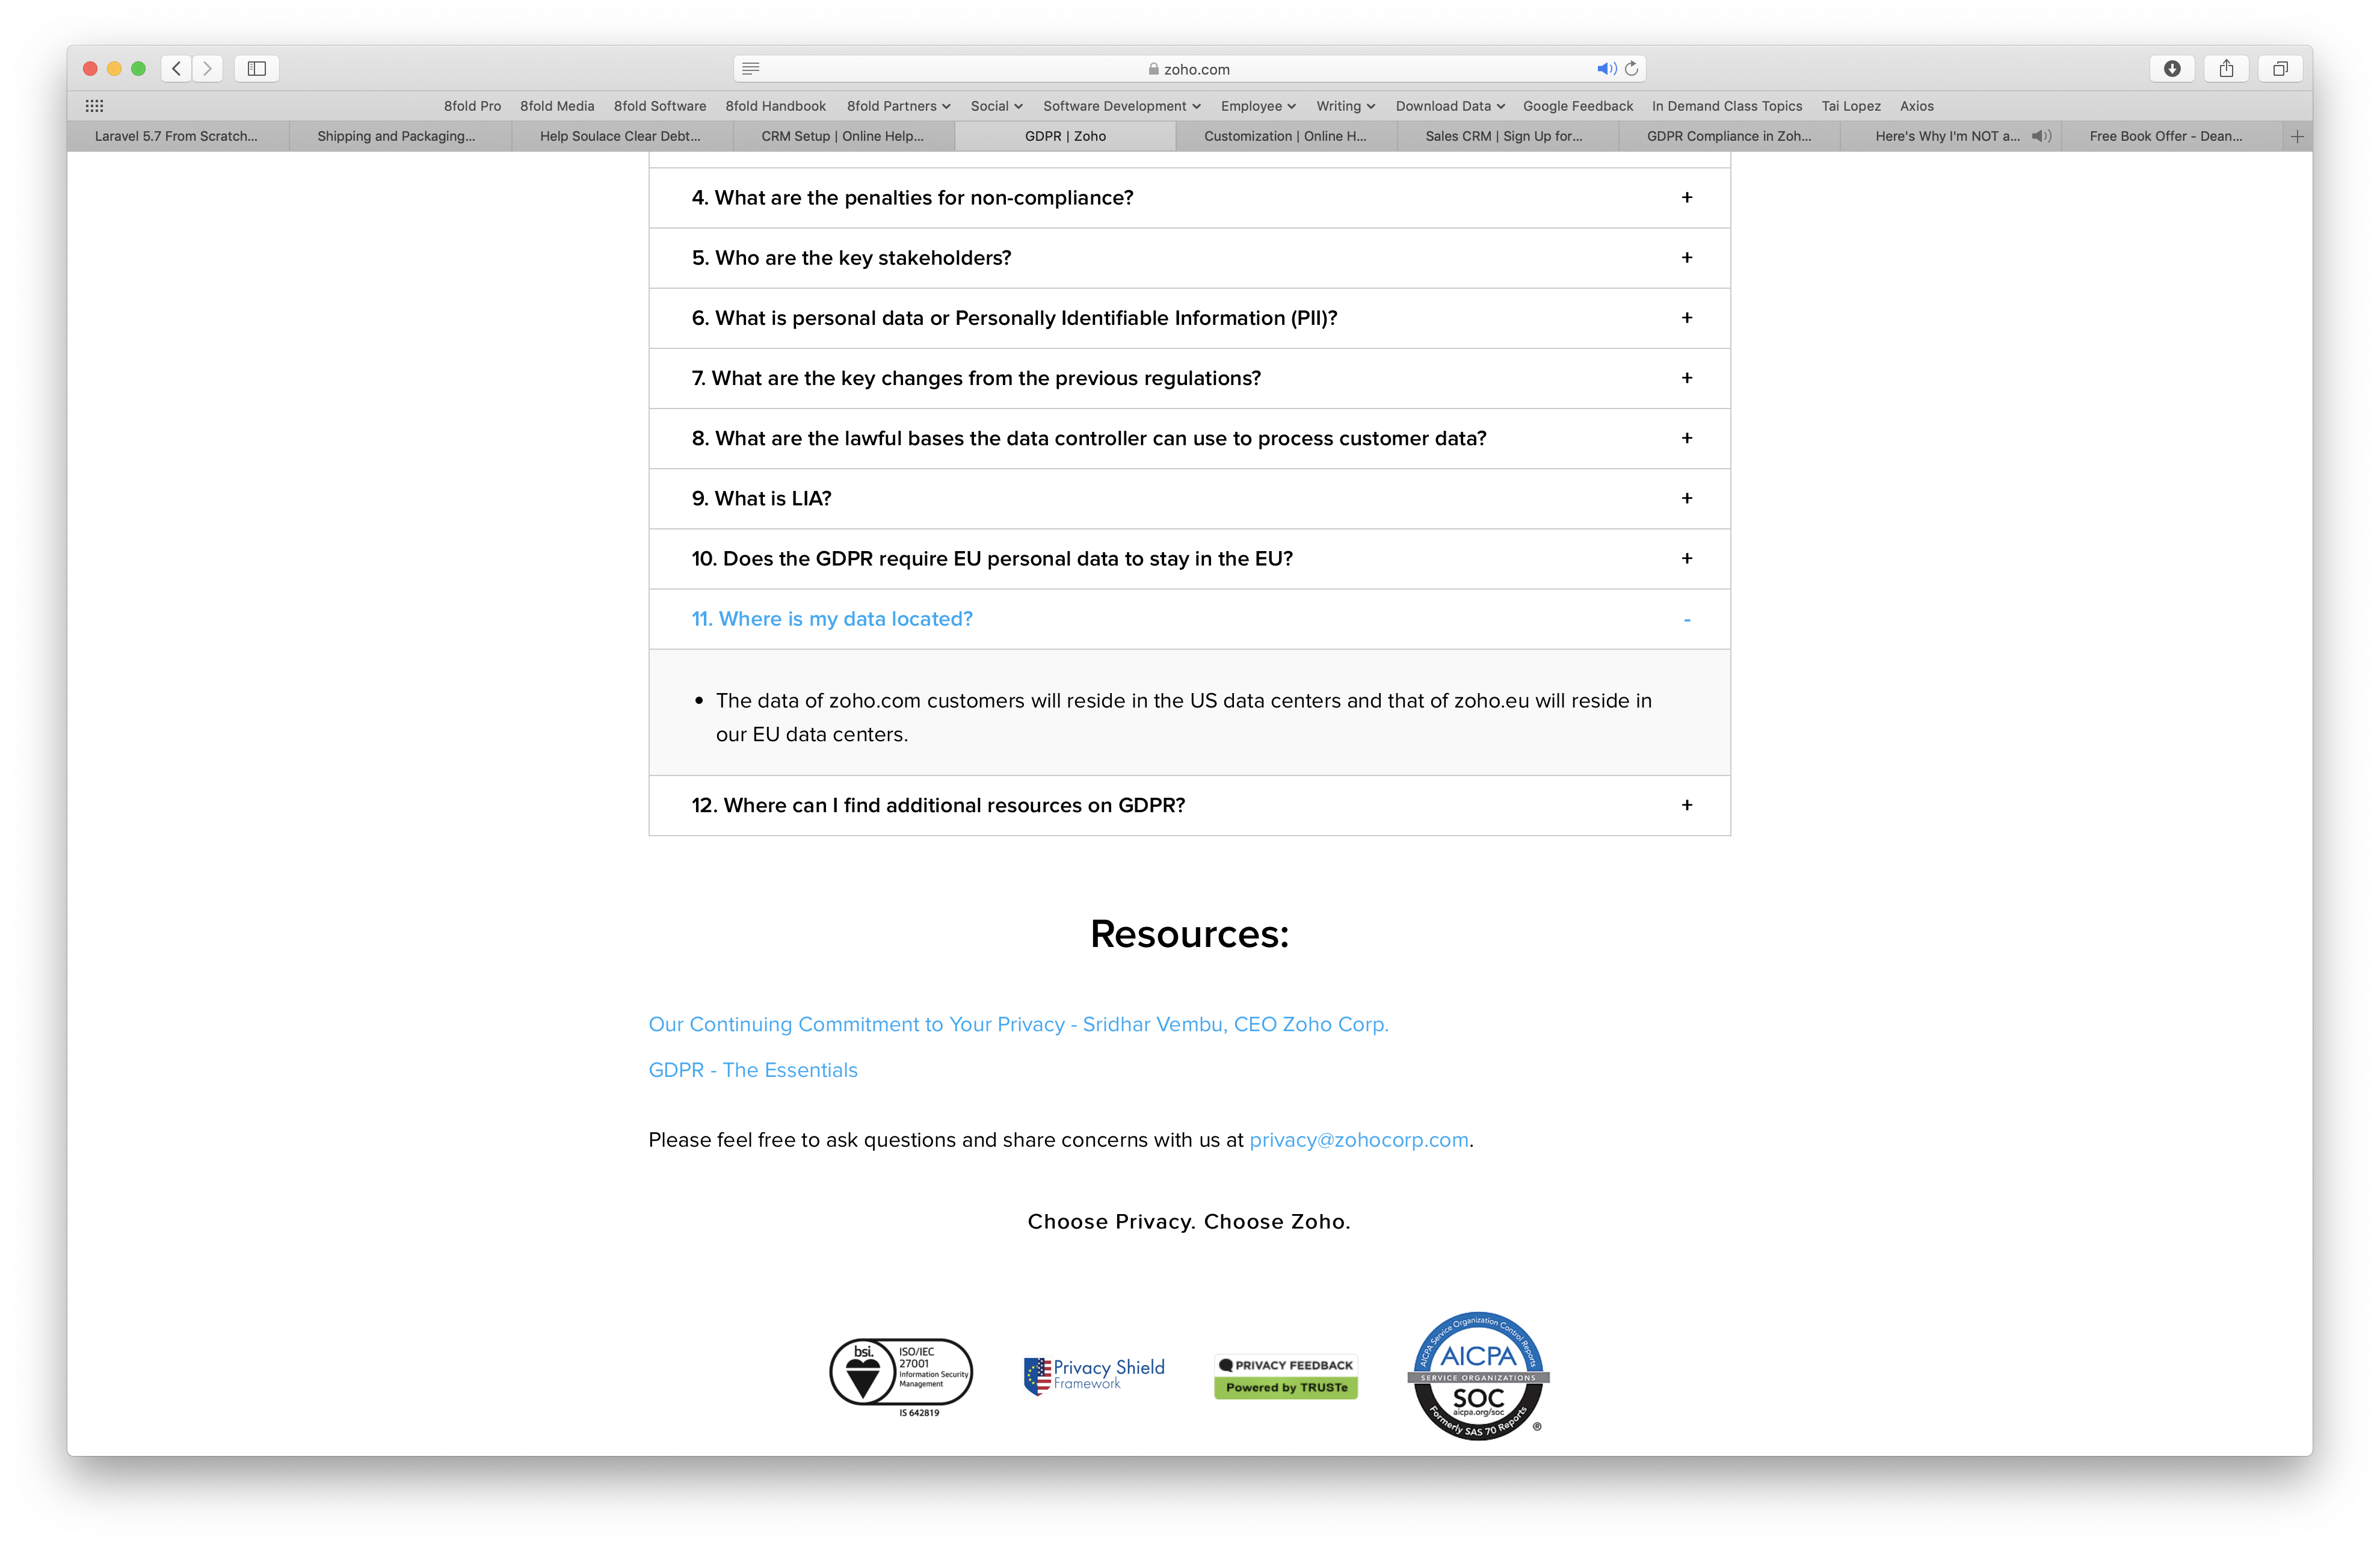 zoho.com
8fold Pro 8fold Media 8fold Software 8fold Handbook 8fold Partners Social Software Development Employee Writing Download Data Google Feedback In Demand Class Topics Tai Lopez Axios
Laravel 5.7 From Scratch... Shipping and Packaging... Help Soulace Clear Debt... CRM Setup | Online Help... GDPR | Zoho Customization | Online H... Sales CRM | Sign Up for... GDPR Compliance in Zoh... Here's Why I'm NOT a... Free Book Offer - Dean...
4. What are the penalties for non-compliance? +
5. Who are the key stakeholders? +
6. What is personal data or Personally Identifiable Information (PII)? +
7. What are the key changes from the previous regulations? +
8. What are the lawful bases the data controller can use to process customer data? +
9. What is LIA? +
10. Does the GDPR require EU personal data to stay in the EU? +
11. Where is my data located? -
• The data of zoho.com customers will reside in the US data centers and that of zoho.eu will reside in
our EU data centers.
12. Where can I find additional resources on GDPR? +
Resources:
Our Continuing Commitment to Your Privacy - Sridhar Vembu, CEO Zoho Corp.
GDPR - The Essentials
Please feel free to ask questions and share concerns with us at privacy@zohocorp.com.
Choose Privacy. Choose Zoho.
bsi.
ISO/IEC
27001
Information Security
Management
IS 642819
Privacy Shield
Framework
PRIVACY FEEDBACK
Powered by TRUSTe
AICPA Service Organization Control Reports
AICPA
SERVICE ORGANIZATIONS
SOC
aicpa.org/soc
Formerly SAS 70 Reports
®